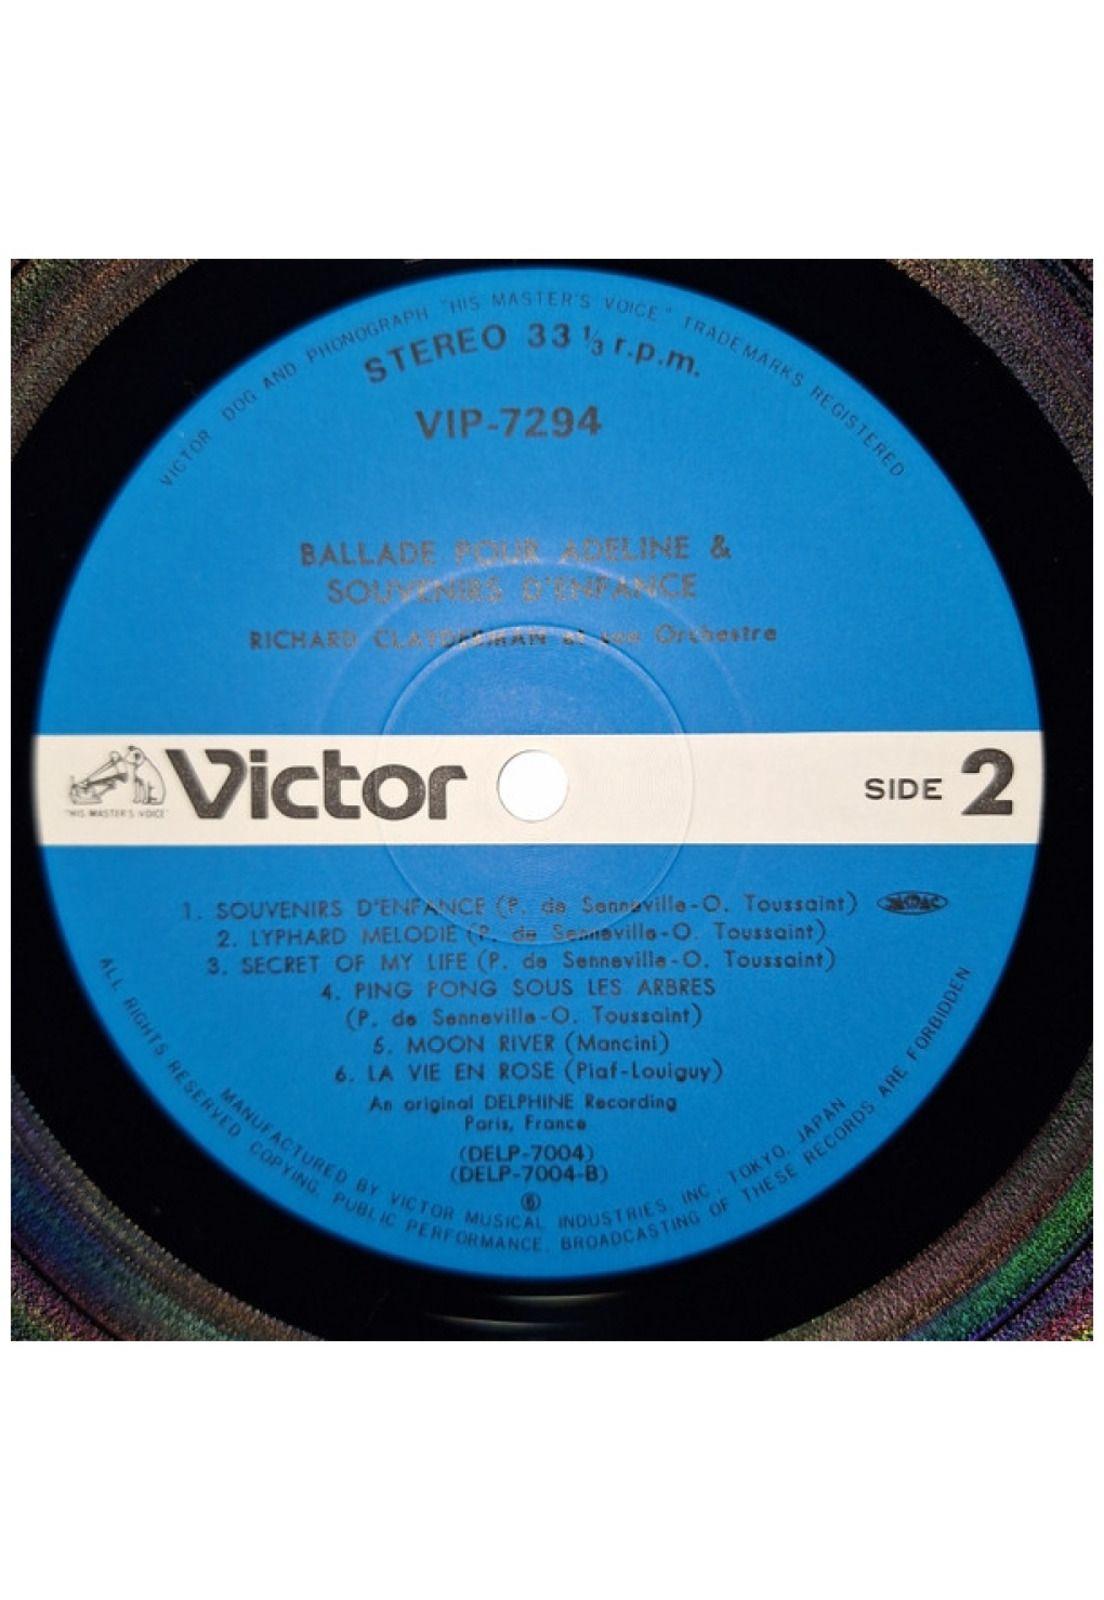 VICTOR DOG AND PHONOGRAPH "HIS MASTER'S VOICE" TRADEMARKS REGISTERED
STEREO 33 1/3 r.p.m.
VIP-7294
BALLADE POUR ADELINE &
SOUVENIRS D'ENFANCE
RICHARD CLAYDERMAN et son Orchestre
"HIS MASTER'S VOICE"
Victor
SIDE 2
1. SOUVENIRS D'ENFANCE (P. de Senneville-O. Toussaint) JASRAC
2. LYPHARD MELODIE (P. de Senneville-O. Toussaint)
3. SECRET OF MY LIFE (P. de Senneville-O. Toussaint)
4. PING PONG SOUS LES ARBRES
(P. de Senneville-O. Toussaint)
5. MOON RIVER (Mancini)
6. LA VIE EN ROSE (Piaf-Louiguy)
An original DELPHINE Recording
Paris, France
(DELP-7004)
(DELP-7004-B)
6
MANUFACTURED BY VICTOR MUSICAL INDUSTRIES, INC. TOKYO, JAPAN
ALL RIGHTS RESERVED COPYING, PUBLIC PERFORMANCE, BROADCASTING OF THESE RECORDS ARE FORBIDDEN